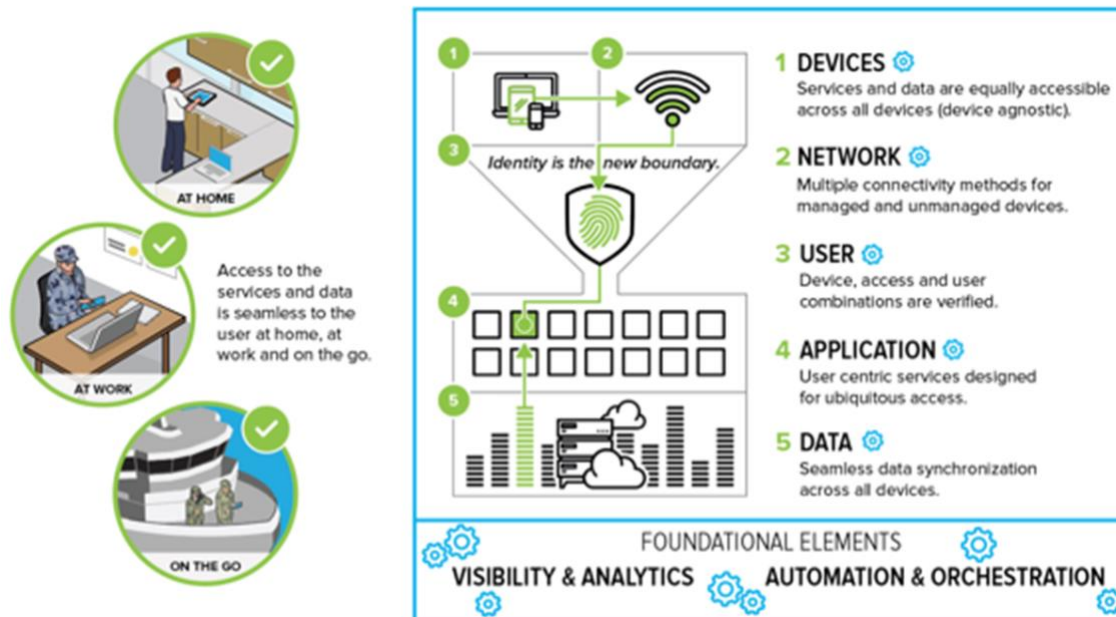 AT HOME
AT WORK
Access to the
services and data
is seamless to the
user at home, at
work and on the go.
ON THE GO
1
2
3
Identity is the new boundary.
4
5
1 DEVICES
Services and data are equally accessible
across all devices (device agnostic).
2 NETWORK
Multiple connectivity methods for
managed and unmanaged devices.
3 USER
Device, access and user
combinations are verified.
4 APPLICATION
User centric services designed
for ubiquitous access.
5 DATA
Seamless data synchronization
across all devices.
FOUNDATIONAL ELEMENTS
VISIBILITY & ANALYTICS
AUTOMATION & ORCHESTRATION